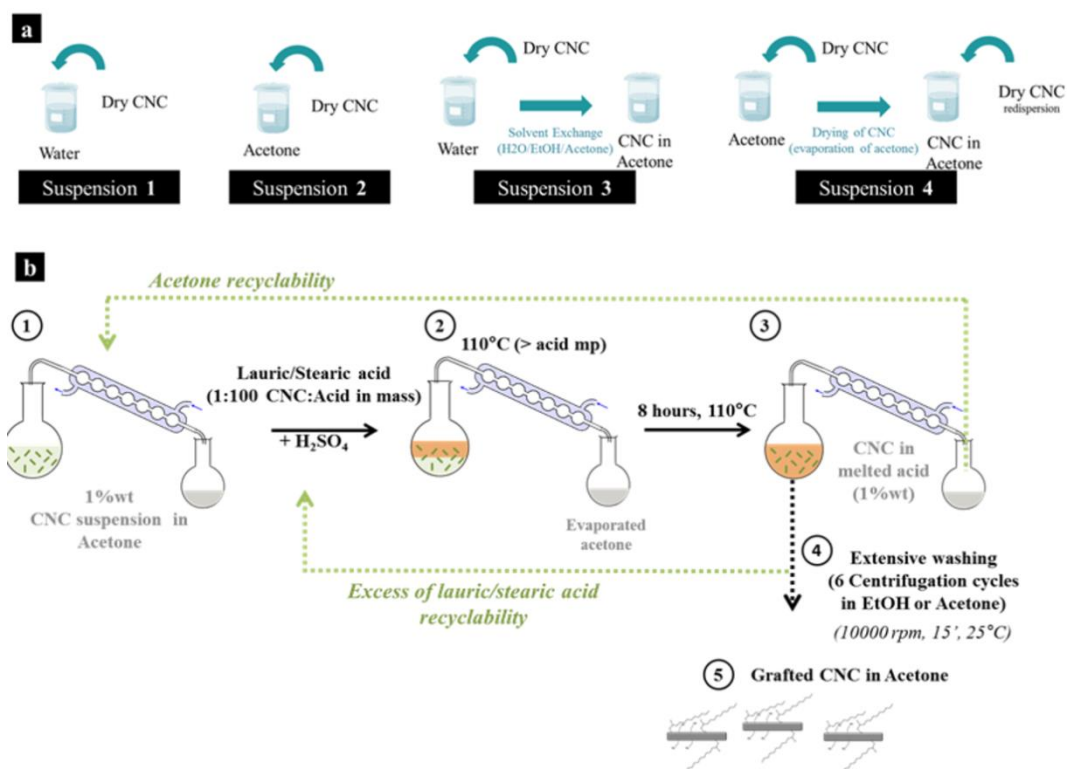 a
Dry CNC
Water
Suspension 1
Dry CNC
Acetone
Suspension 2
Dry CNC
Water
Solvent Exchange
(H2O/EtOH/Acetone)
CNC in
Acetone
Suspension 3
Dry CNC
Acetone
Drying of CNC
(evaporation of acetone)
CNC in
Acetone
Dry CNC
redispersion
Suspension 4
b
Acetone recyclability
1
1%wt
CNC suspension in
Acetone
Lauric/Stearic acid
(1:100 CNC:Acid in mass)
+ H₂SO₄
2
110°C (> acid mp)
Evaporated
acetone
8 hours, 110°C
3
CNC in
melted acid
(1%wt)
Excess of lauric/stearic acid
recyclability
4
Extensive washing
(6 Centrifugation cycles
in EtOH or Acetone)
(10000 rpm, 15’, 25°C)
5
Grafted CNC in Acetone